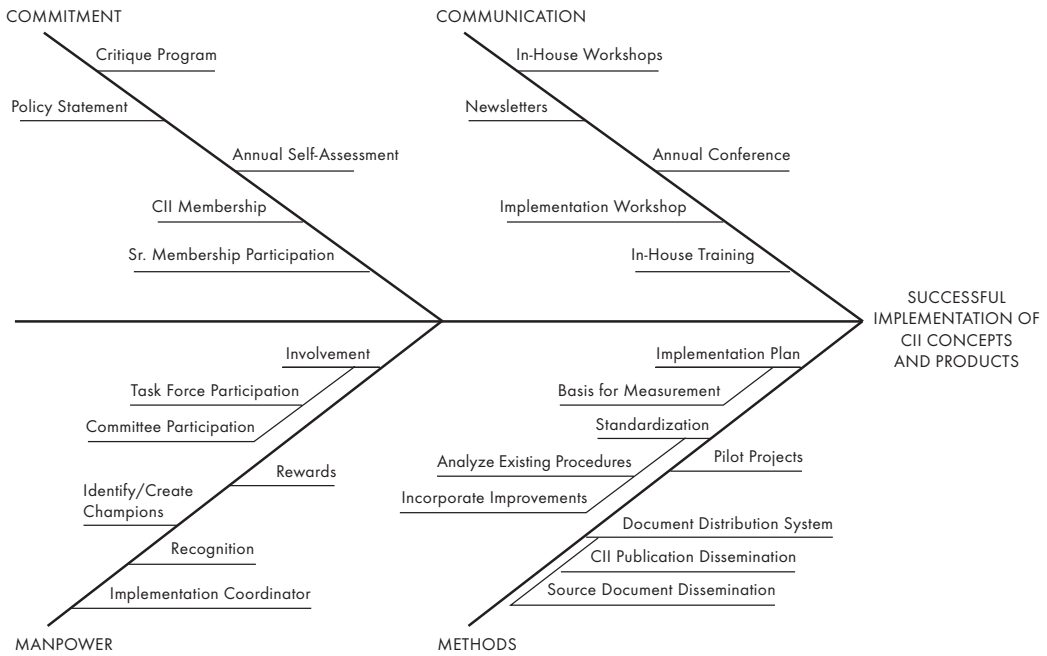 COMMITMENT
Critique Program
Policy Statement
Annual Self-Assessment
CII Membership
Sr. Membership Participation
COMMUNICATION
In-House Workshops
Newsletters
Annual Conference
Implementation Workshop
In-House Training
SUCCESSFUL
IMPLEMENTATION OF
CII CONCEPTS
AND PRODUCTS
Involvement
Task Force Participation
Committee Participation
Rewards
Identify/Create
Champions
Recognition
Implementation Coordinator
MANPOWER
Implementation Plan
Basis for Measurement
Standardization
Analyze Existing Procedures
Pilot Projects
Incorporate Improvements
Document Distribution System
CII Publication Dissemination
Source Document Dissemination
METHODS